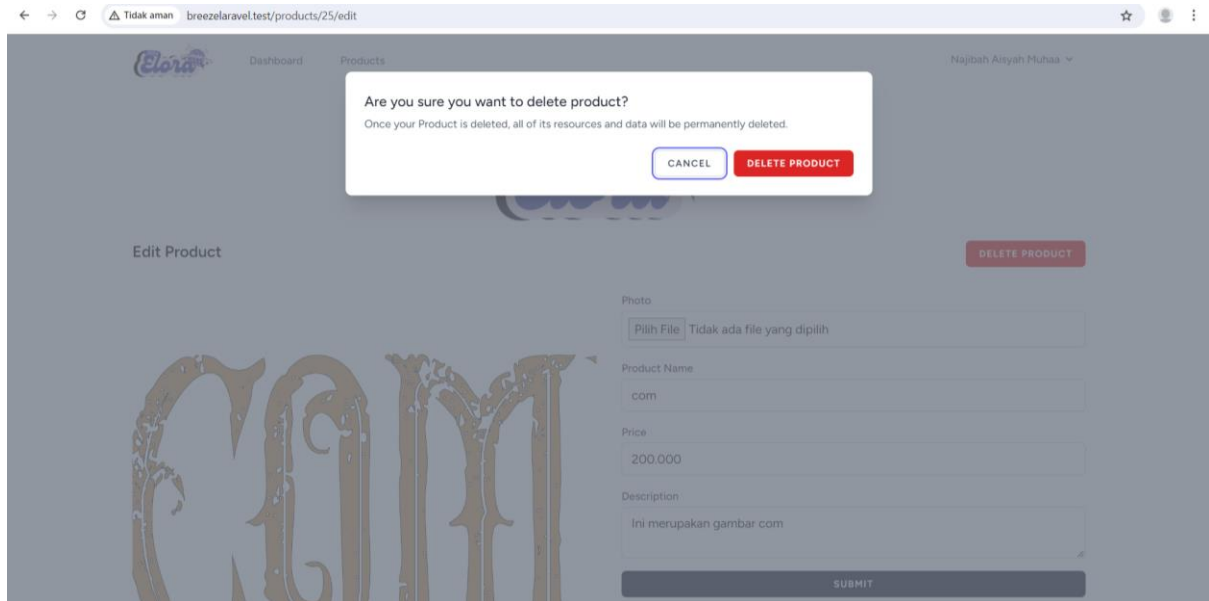 Tidak aman breezelaravel.test/products/25/edit
Elora Dashboard Products Najibah Aisyah Muhaa
Are you sure you want to delete product?
Once your Product is deleted, all of its resources and data will be permanently deleted.
CANCEL DELETE PRODUCT
Edit Product DELETE PRODUCT
Photo
Pilih File Tidak ada file yang dipilih
Product Name
com
Price
200.000
Description
Ini merupakan gambar com
SUBMIT
COM